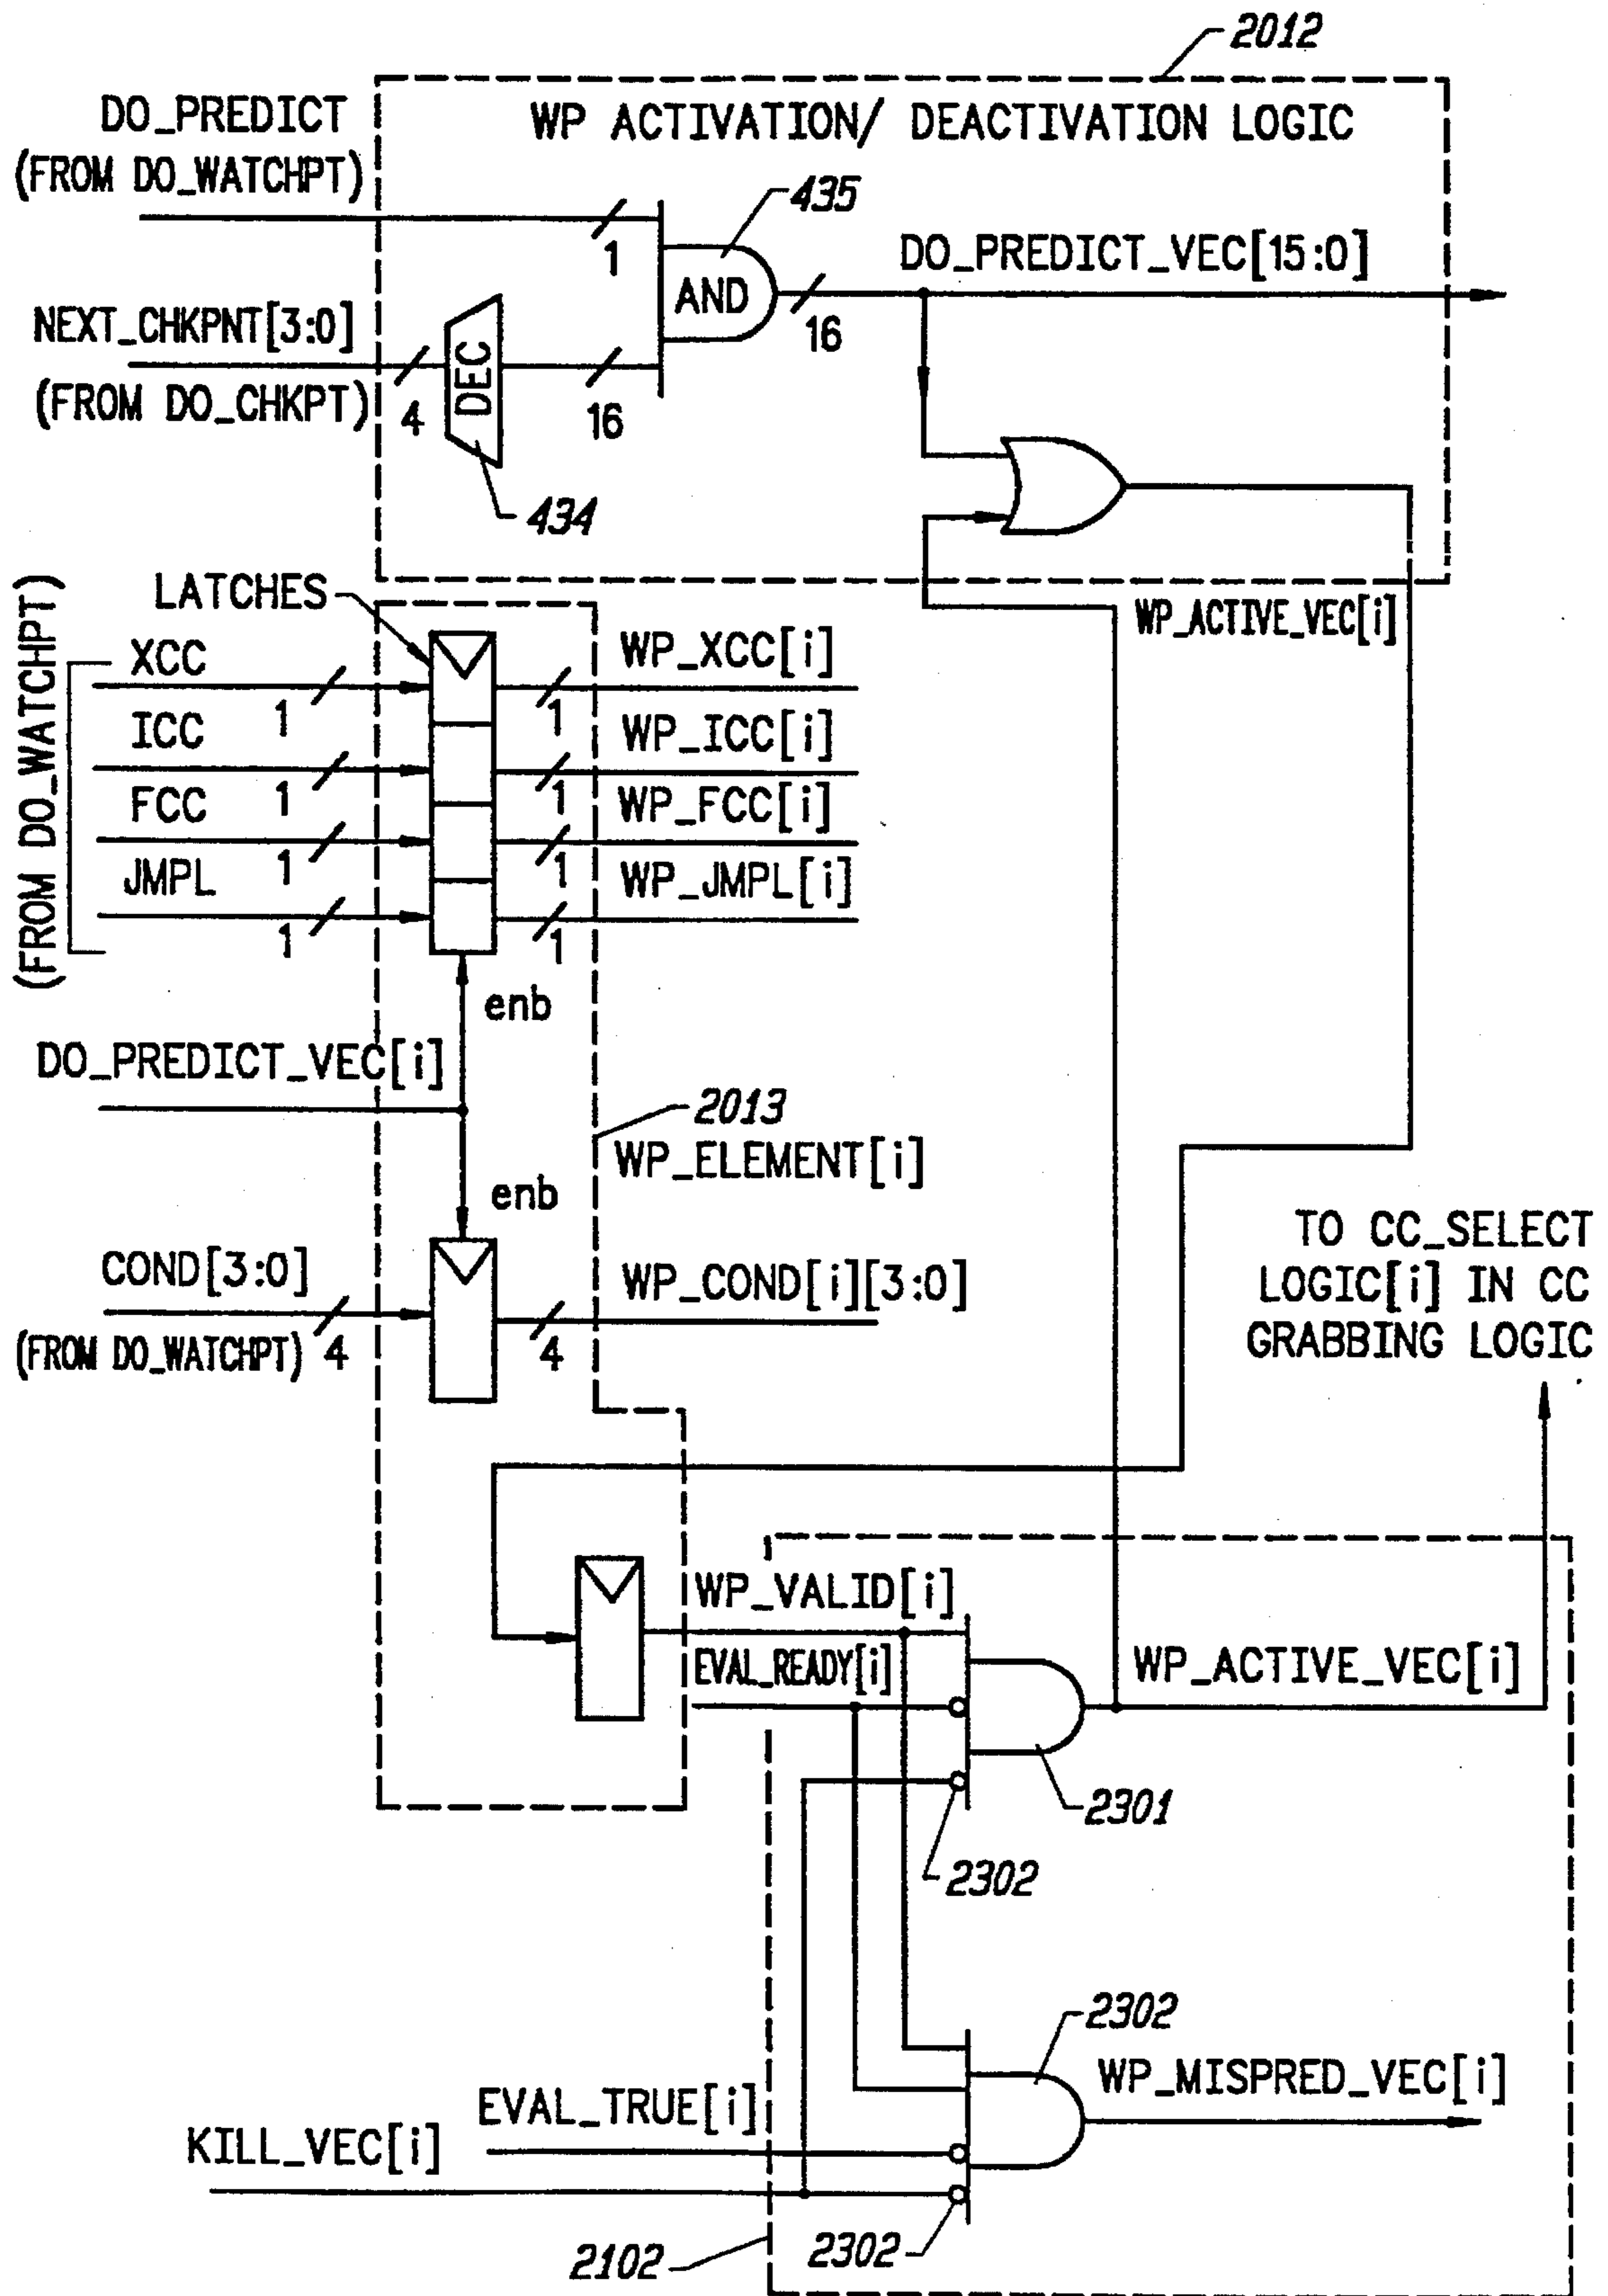 2012
DO_PREDICT
(FROM DO_WATCHPT)
WP ACTIVATION/ DEACTIVATION LOGIC
435
1
AND
16
DO_PREDICT_VEC[15:0]
NEXT_CHKPNT[3:0]
(FROM DO_CHKPT)
4
DEC
16
434
LATCHES
WP_ACTIVE_VEC[i]
(FROM DO_WATCHPT)
XCC
1
1
WP_XCC[i]
ICC
1
1
WP_ICC[i]
FCC
1
1
WP_FCC[i]
JMPL
1
1
WP_JMPL[i]
enb
DO_PREDICT_VEC[i]
2013
WP_ELEMENT[i]
enb
COND[3:0]
(FROM DO_WATCHPT)
4
4
WP_COND[i][3:0]
TO CC_SELECT
LOGIC[i] IN CC
GRABBING LOGIC
WP_VALID[i]
EVAL_READY[i]
WP_ACTIVE_VEC[i]
2301
2302
2302
WP_MISPRED_VEC[i]
EVAL_TRUE[i]
KILL_VEC[i]
2102
2302